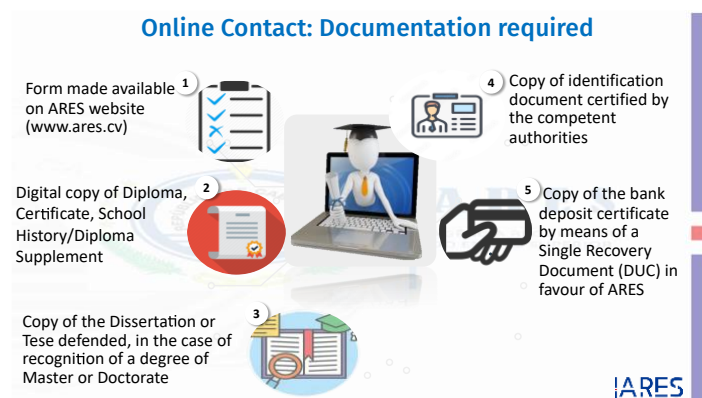 Online Contact: Documentation required
1
Form made available
on ARES website
(www.ares.cv)
2
Digital copy of Diploma,
Certificate, School
History/Diploma
Supplement
3
Copy of the Dissertation or
Tese defended, in the case of
recognition of a degree of
Master or Doctorate
4
Copy of identification
document certified by
the competent
authorities
5
Copy of the bank
deposit certificate
by means of a
Single Recovery
Document (DUC) in
favour of ARES
ARES